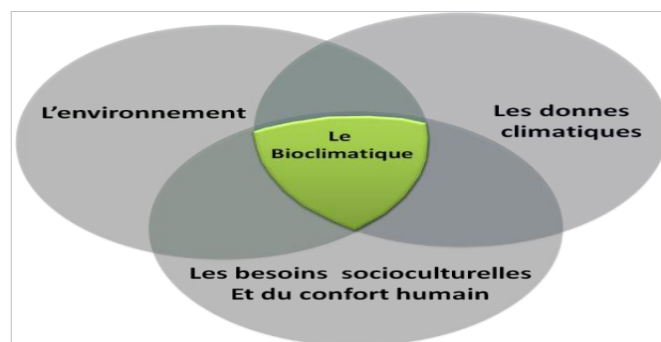 L'environnement
Les donnes
climatiques
Le
Bioclimatique
Les besoins socioculturelles
Et du confort humain